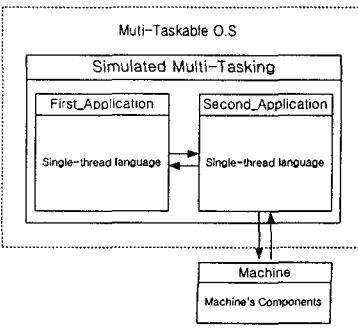 Muti-Taskable O.S
Simulated Multi-Tasking
First_Application
Second_Application
Single-thread language
Single-thread language
Machine
Machine's Components